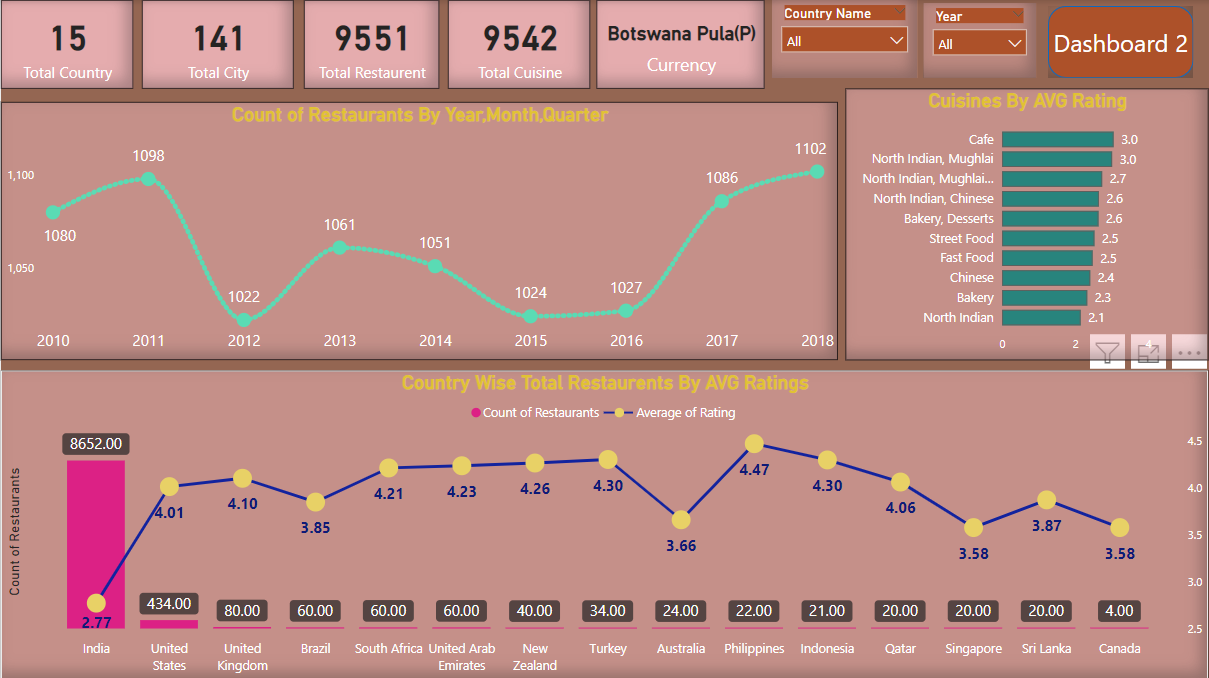 15
Total Country
141
Total City
9551
Total Restaurent
9542
Total Cuisine
Botswana Pula(P)
Currency
Country Name
All
Year
All
Dashboard 2
Count of Restaurants By Year,Month,Quarter
1,100
1,050
1080
1098
1022
1061
1051
1024
1027
1086
1102
2010 2011 2012 2013 2014 2015 2016 2017 2018
Cuisines By AVG Rating
Cafe 3.0
North Indian, Mughlai 3.0
North Indian, Mughlai... 2.7
North Indian, Chinese 2.6
Bakery, Desserts 2.6
Street Food 2.5
Fast Food 2.5
Chinese 2.4
Bakery 2.3
North Indian 2.1
0 2 4
Country Wise Total Restaurents By AVG Ratings
Count of Restaurants Average of Rating
Count of Restaurants
8652.00 434.00 80.00 60.00 60.00 60.00 40.00 34.00 24.00 22.00 21.00 20.00 20.00 20.00 4.00
2.77 4.01 4.10 3.85 4.21 4.23 4.26 4.30 3.66 4.47 4.30 4.06 3.58 3.87 3.58
4.5
4.0
3.5
3.0
2.5
India
United
States
United
Kingdom
Brazil
South Africa
United Arab
Emirates
New
Zealand
Turkey
Australia
Philippines
Indonesia
Qatar
Singapore
Sri Lanka
Canada